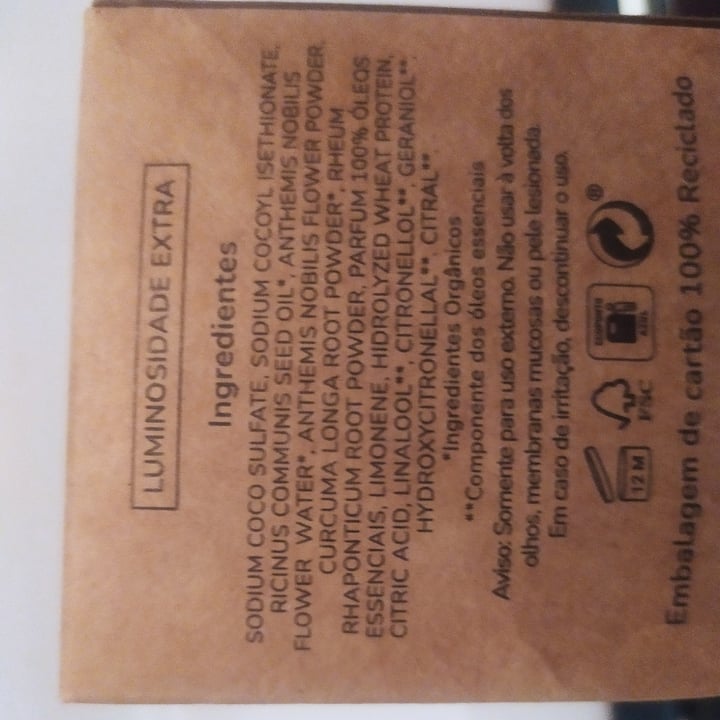 LUMINOSIDADE EXTRA
Ingredientes
SODIUM COCO SULFATE, SODIUM COCOYL ISETHIONATE,
RICINUS COMMUNIS SEED OIL*, ANTHEMIS NOBILIS
FLOWER WATER*, ANTHEMIS NOBILIS FLOWER POWDER,
CURCUMA LONGA ROOT POWDER*, RHEUM
RHAPONTICUM ROOT POWDER, PARFUM 100% ÓLEOS
ESSENCIAIS, LIMONENE, HIDROLYZED WHEAT PROTEIN,
CITRIC ACID, LINALOOL**, CITRONELLOL**, GERANIOL**,
HYDROXYCITRONELLAL**, CITRAL**.
*Ingredientes Orgânicos
**Componente dos óleos essenciais
Aviso: Somente para uso externo. Não usar à volta dos
olhos, membranas mucosas ou pele lesionada.
Em caso de irritação, descontinuar o uso.
12 M
FSC
ECOPONTO
AZUL
®
Embalagem de cartão 100% Reciclado